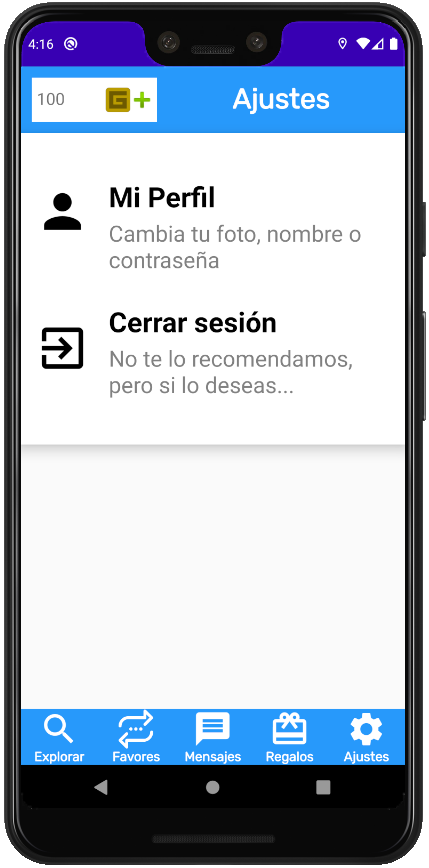 4:16
100 G+ Ajustes
Mi Perfil
Cambia tu foto, nombre o
contraseña
Cerrar sesión
No te lo recomendamos,
pero si lo deseas...
Explorar Favores Mensajes Regalos Ajustes